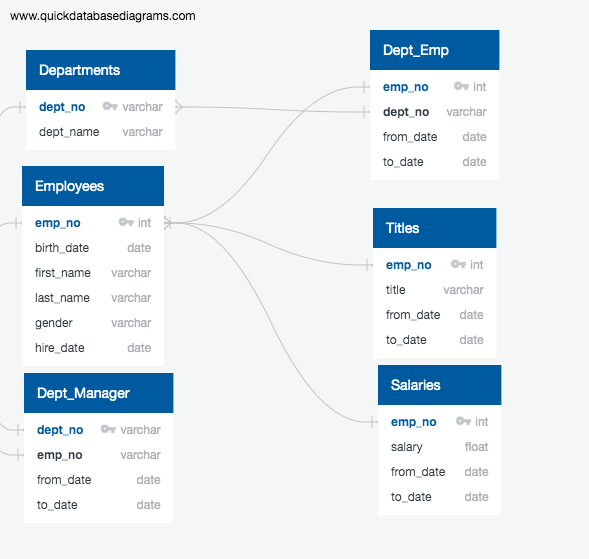 www.quickdatabasediagrams.com
Departments
dept_no varchar
dept_name varchar
Employees
emp_no int
birth_date date
first_name varchar
last_name varchar
gender varchar
hire_date date
Dept_Manager
dept_no varchar
emp_no varchar
from_date date
to_date date
Dept_Emp
emp_no int
dept_no varchar
from_date date
to_date date
Titles
emp_no int
title varchar
from_date date
to_date date
Salaries
emp_no int
salary float
from_date date
to_date date